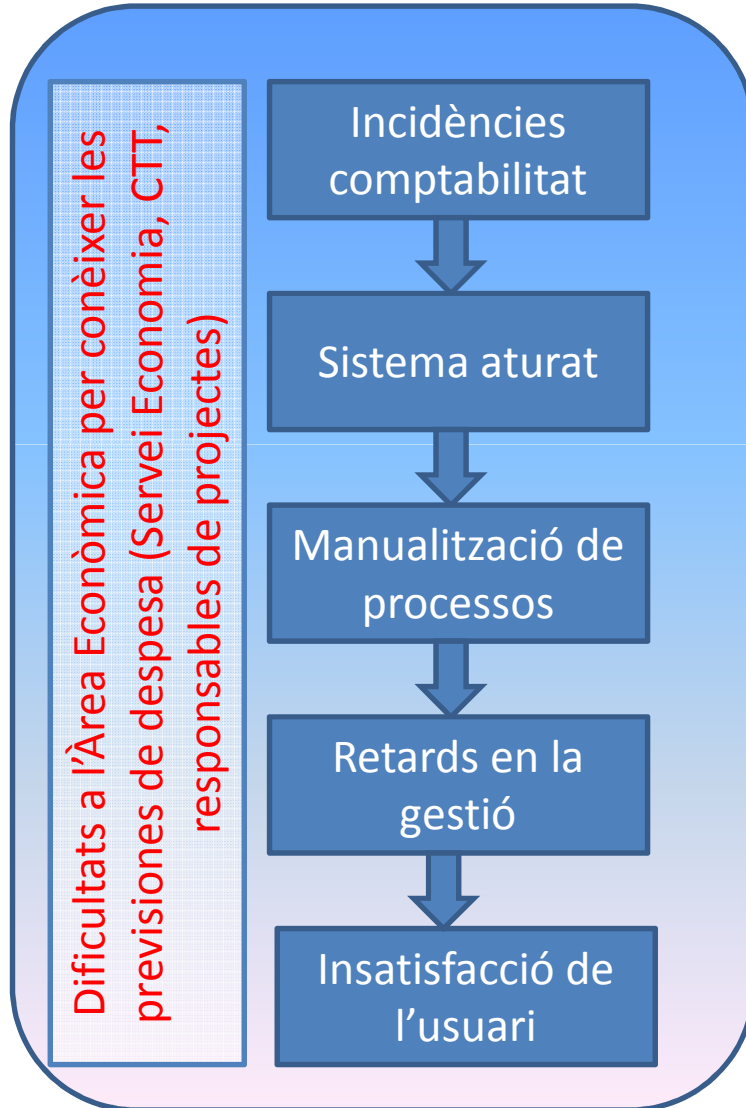 Dificultats a l'Àrea Econòmica per conèixer les
previsiones de despesa (Servei Economia, CTT,
responsables de projectes)
Incidències
comptabilitat
Sistema aturat
Manualització de
processos
Retards en la
gestió
Insatisfacció de
l'usuari